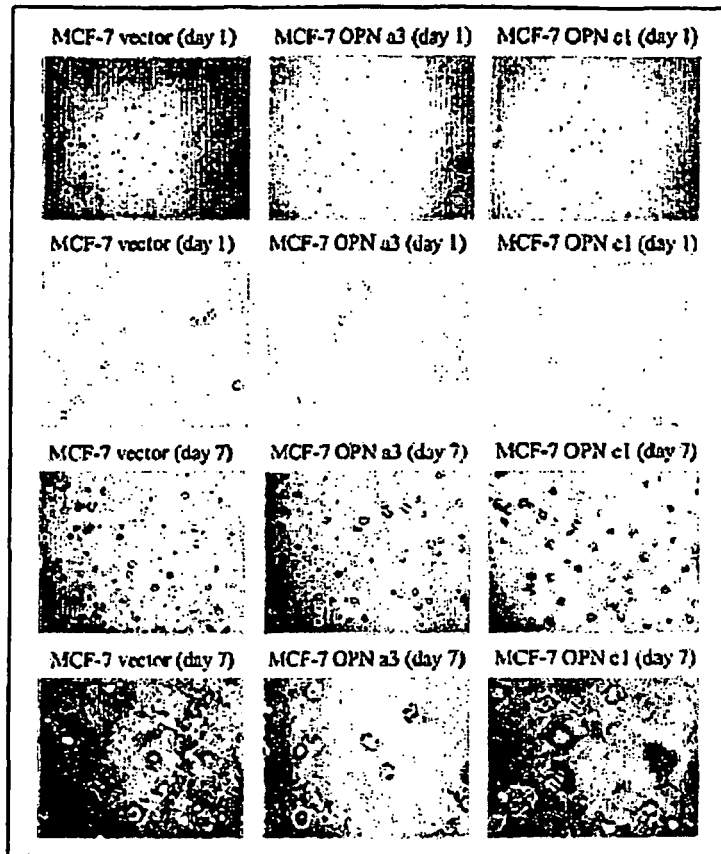 MCF-7 vector (day 1) MCF-7 OPN a3 (day 1) MCF-7 OPN c1 (day 1)
MCF-7 vector (day 1) MCF-7 OPN a3 (day 1) MCF-7 OPN c1 (day 1)
MCF-7 vector (day 7) MCF-7 OPN a3 (day 7) MCF-7 OPN c1 (day 7)
MCF-7 vector (day 7) MCF-7 OPN a3 (day 7) MCF-7 OPN c1 (day 7)